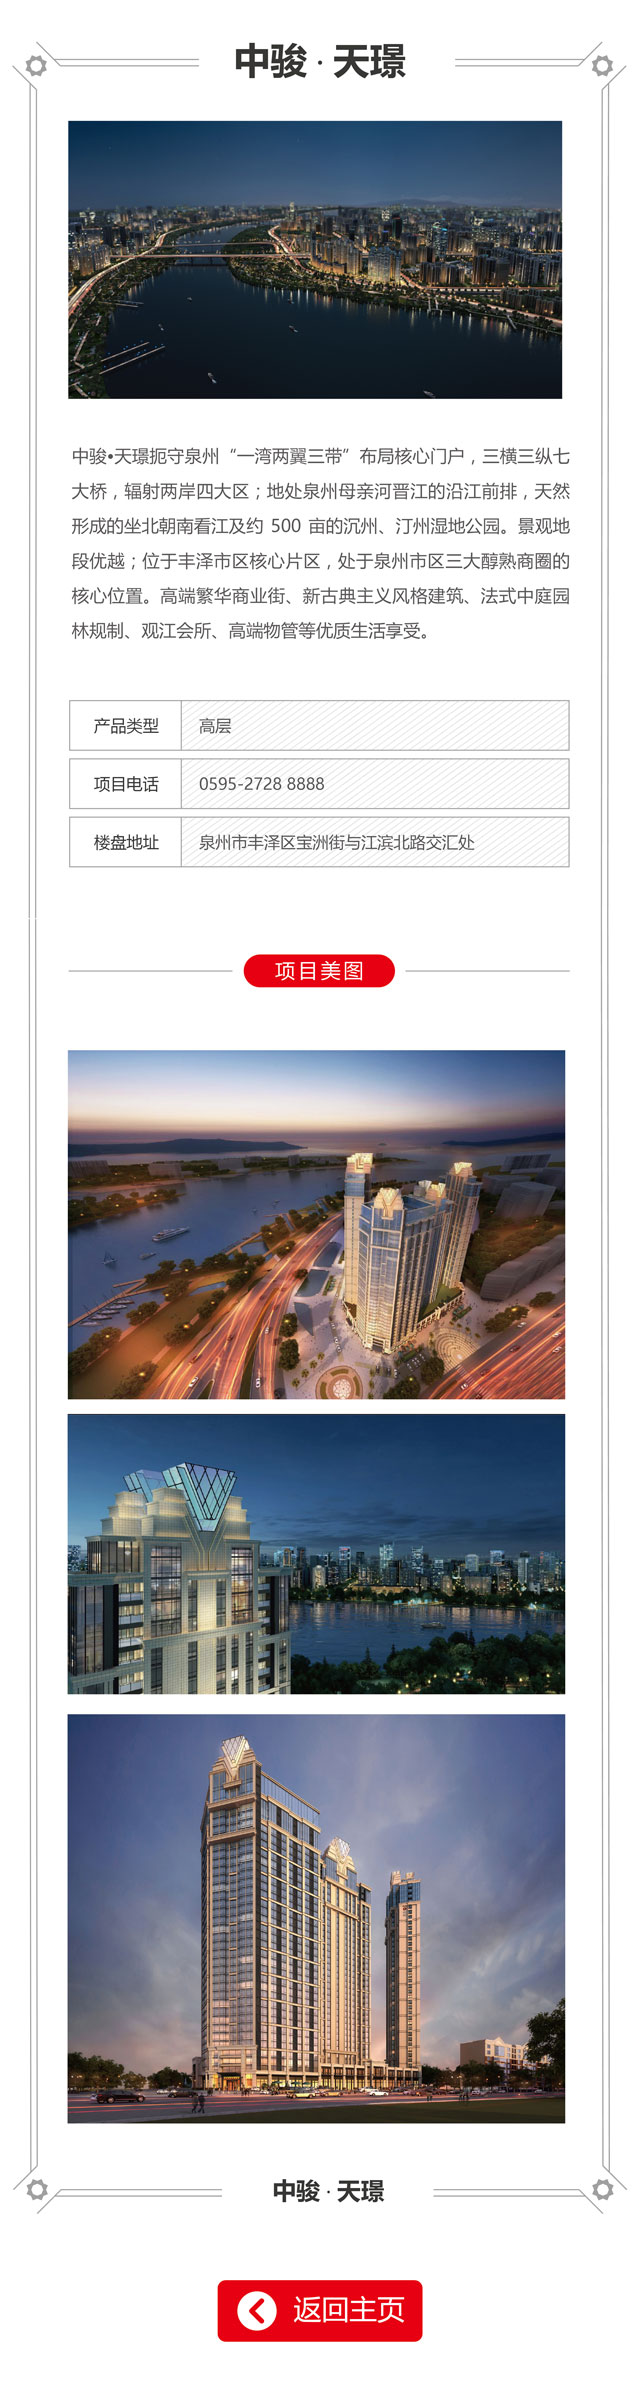 中骏·天璟
中骏•天璟扼守泉州“一湾两翼三带”布局核心门户，三横三纵七
大桥，辐射两岸四大区；地处泉州母亲河晋江的沿江前排，天然
形成的坐北朝南看江及约 500 亩的沉州、汀州湿地公园。景观地
段优越；位于丰泽市区核心片区，处于泉州市区三大醇熟商圈的
核心位置。高端繁华商业街、新古典主义风格建筑、法式中庭园
林规制、观江会所、高端物管等优质生活享受。
产品类型 高层
项目电话 0595-2728 8888
楼盘地址 泉州市丰泽区宝洲街与江滨北路交汇处
项目美图
中骏·天璟
返回主页